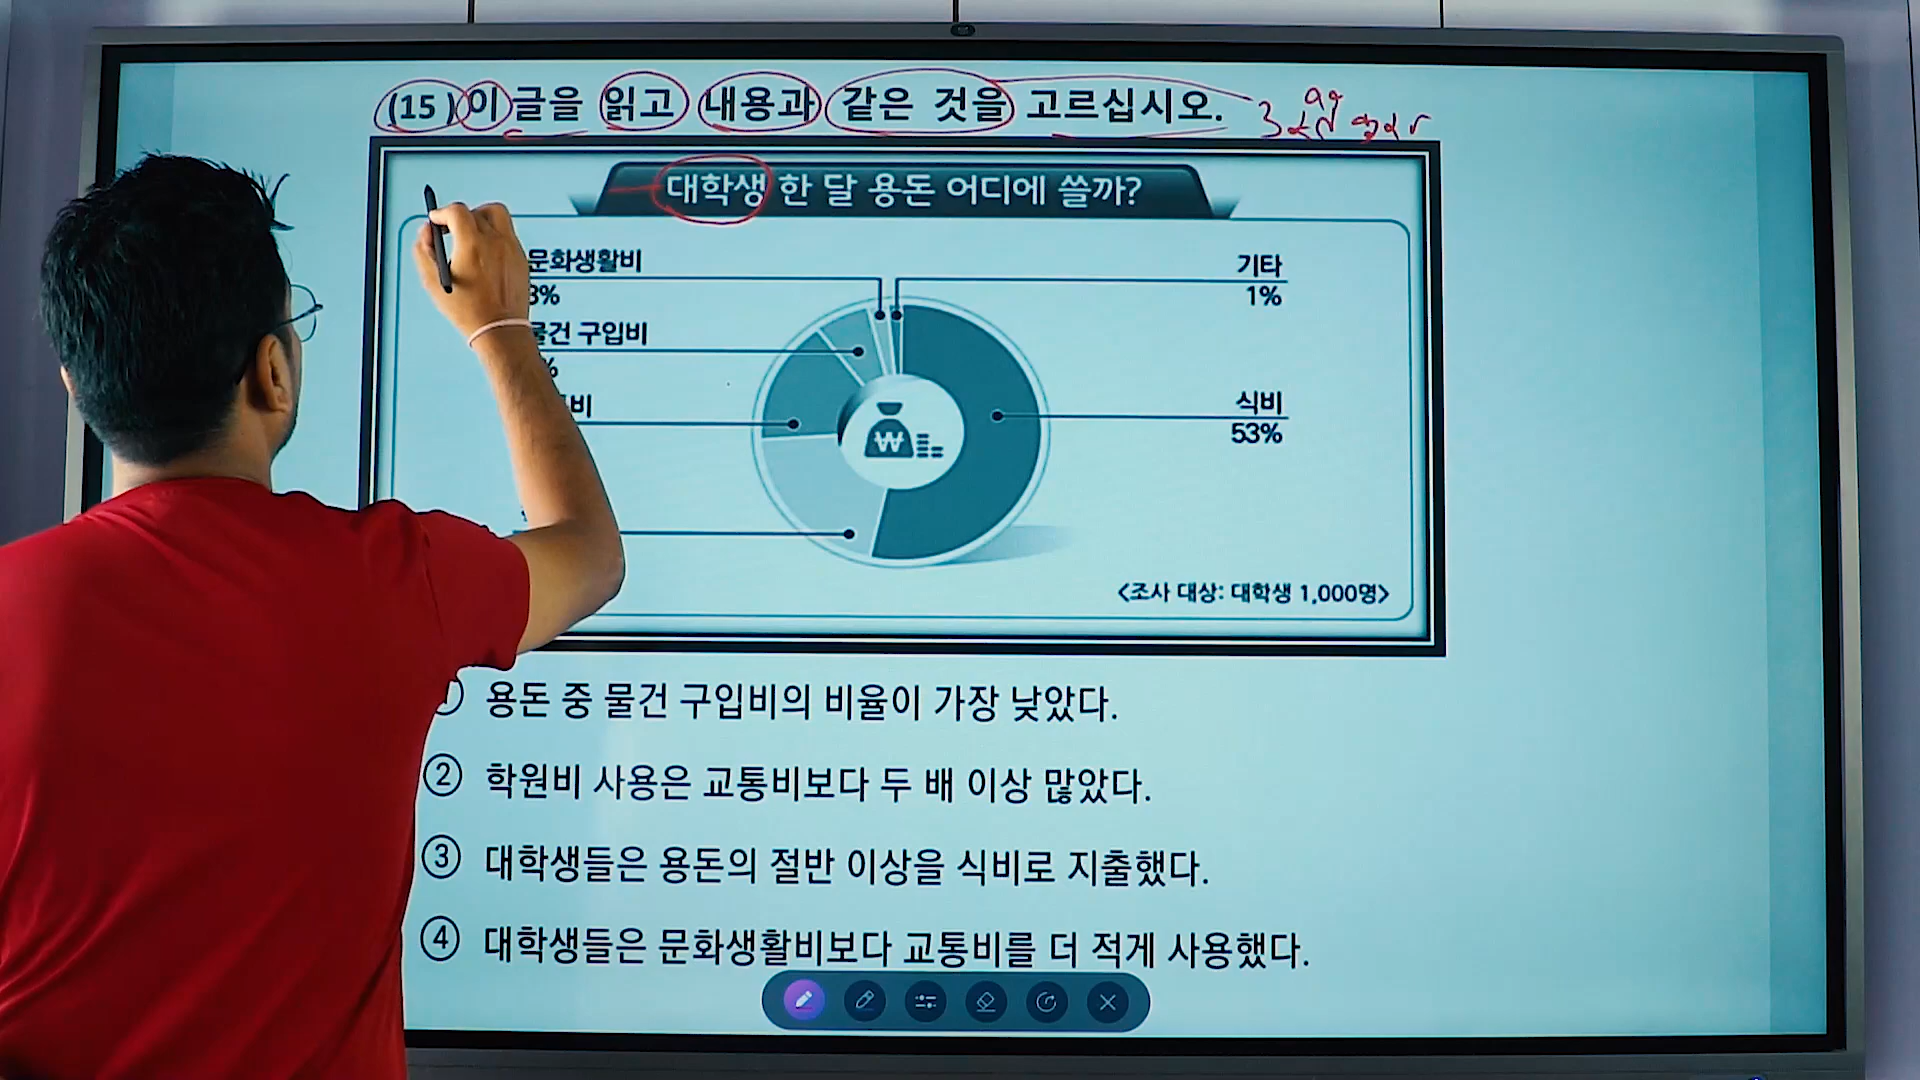 (15) 이 글을 읽고 내용과 같은 것을 고르십시오.
대학생 한 달 용돈 어디에 쓸까?
문화생활비
3%
물건 구입비
%
비
기타
1%
식비
53%
<조사 대상: 대학생 1,000명>
① 용돈 중 물건 구입비의 비율이 가장 낮았다.
② 학원비 사용은 교통비보다 두 배 이상 많았다.
③ 대학생들은 용돈의 절반 이상을 식비로 지출했다.
④ 대학생들은 문화생활비보다 교통비를 더 적게 사용했다.